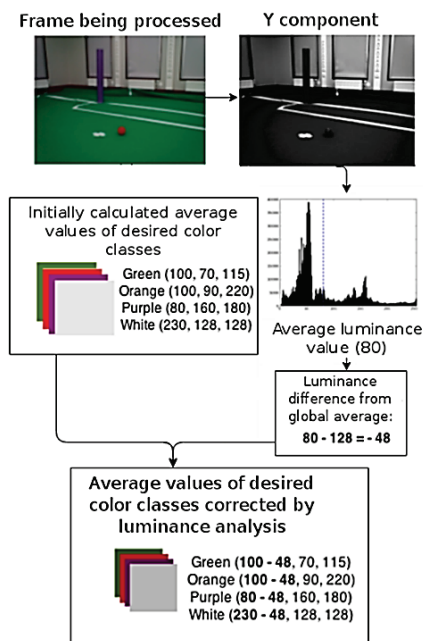 Frame being processed
Y component
Initially calculated average
values of desired color
classes
Green (100, 70, 115)
Orange (100, 90, 220)
Purple (80, 160, 180)
White (230, 128, 128)
Average luminance
value (80)
Luminance
difference from
global average:
80 - 128 = - 48
Average values of desired
color classes corrected by
luminance analysis
Green (100 - 48, 70, 115)
Orange (100 - 48, 90, 220)
Purple (80 - 48, 160, 180)
White (230 - 48, 128, 128)